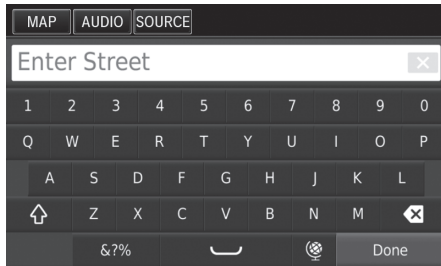 MAP AUDIO SOURCE
Enter Street
1 2 3 4 5 6 7 8 9 0
Q W E R T Y U I O P
A S D F G H J K L
Z X C V B N M
&?% Done